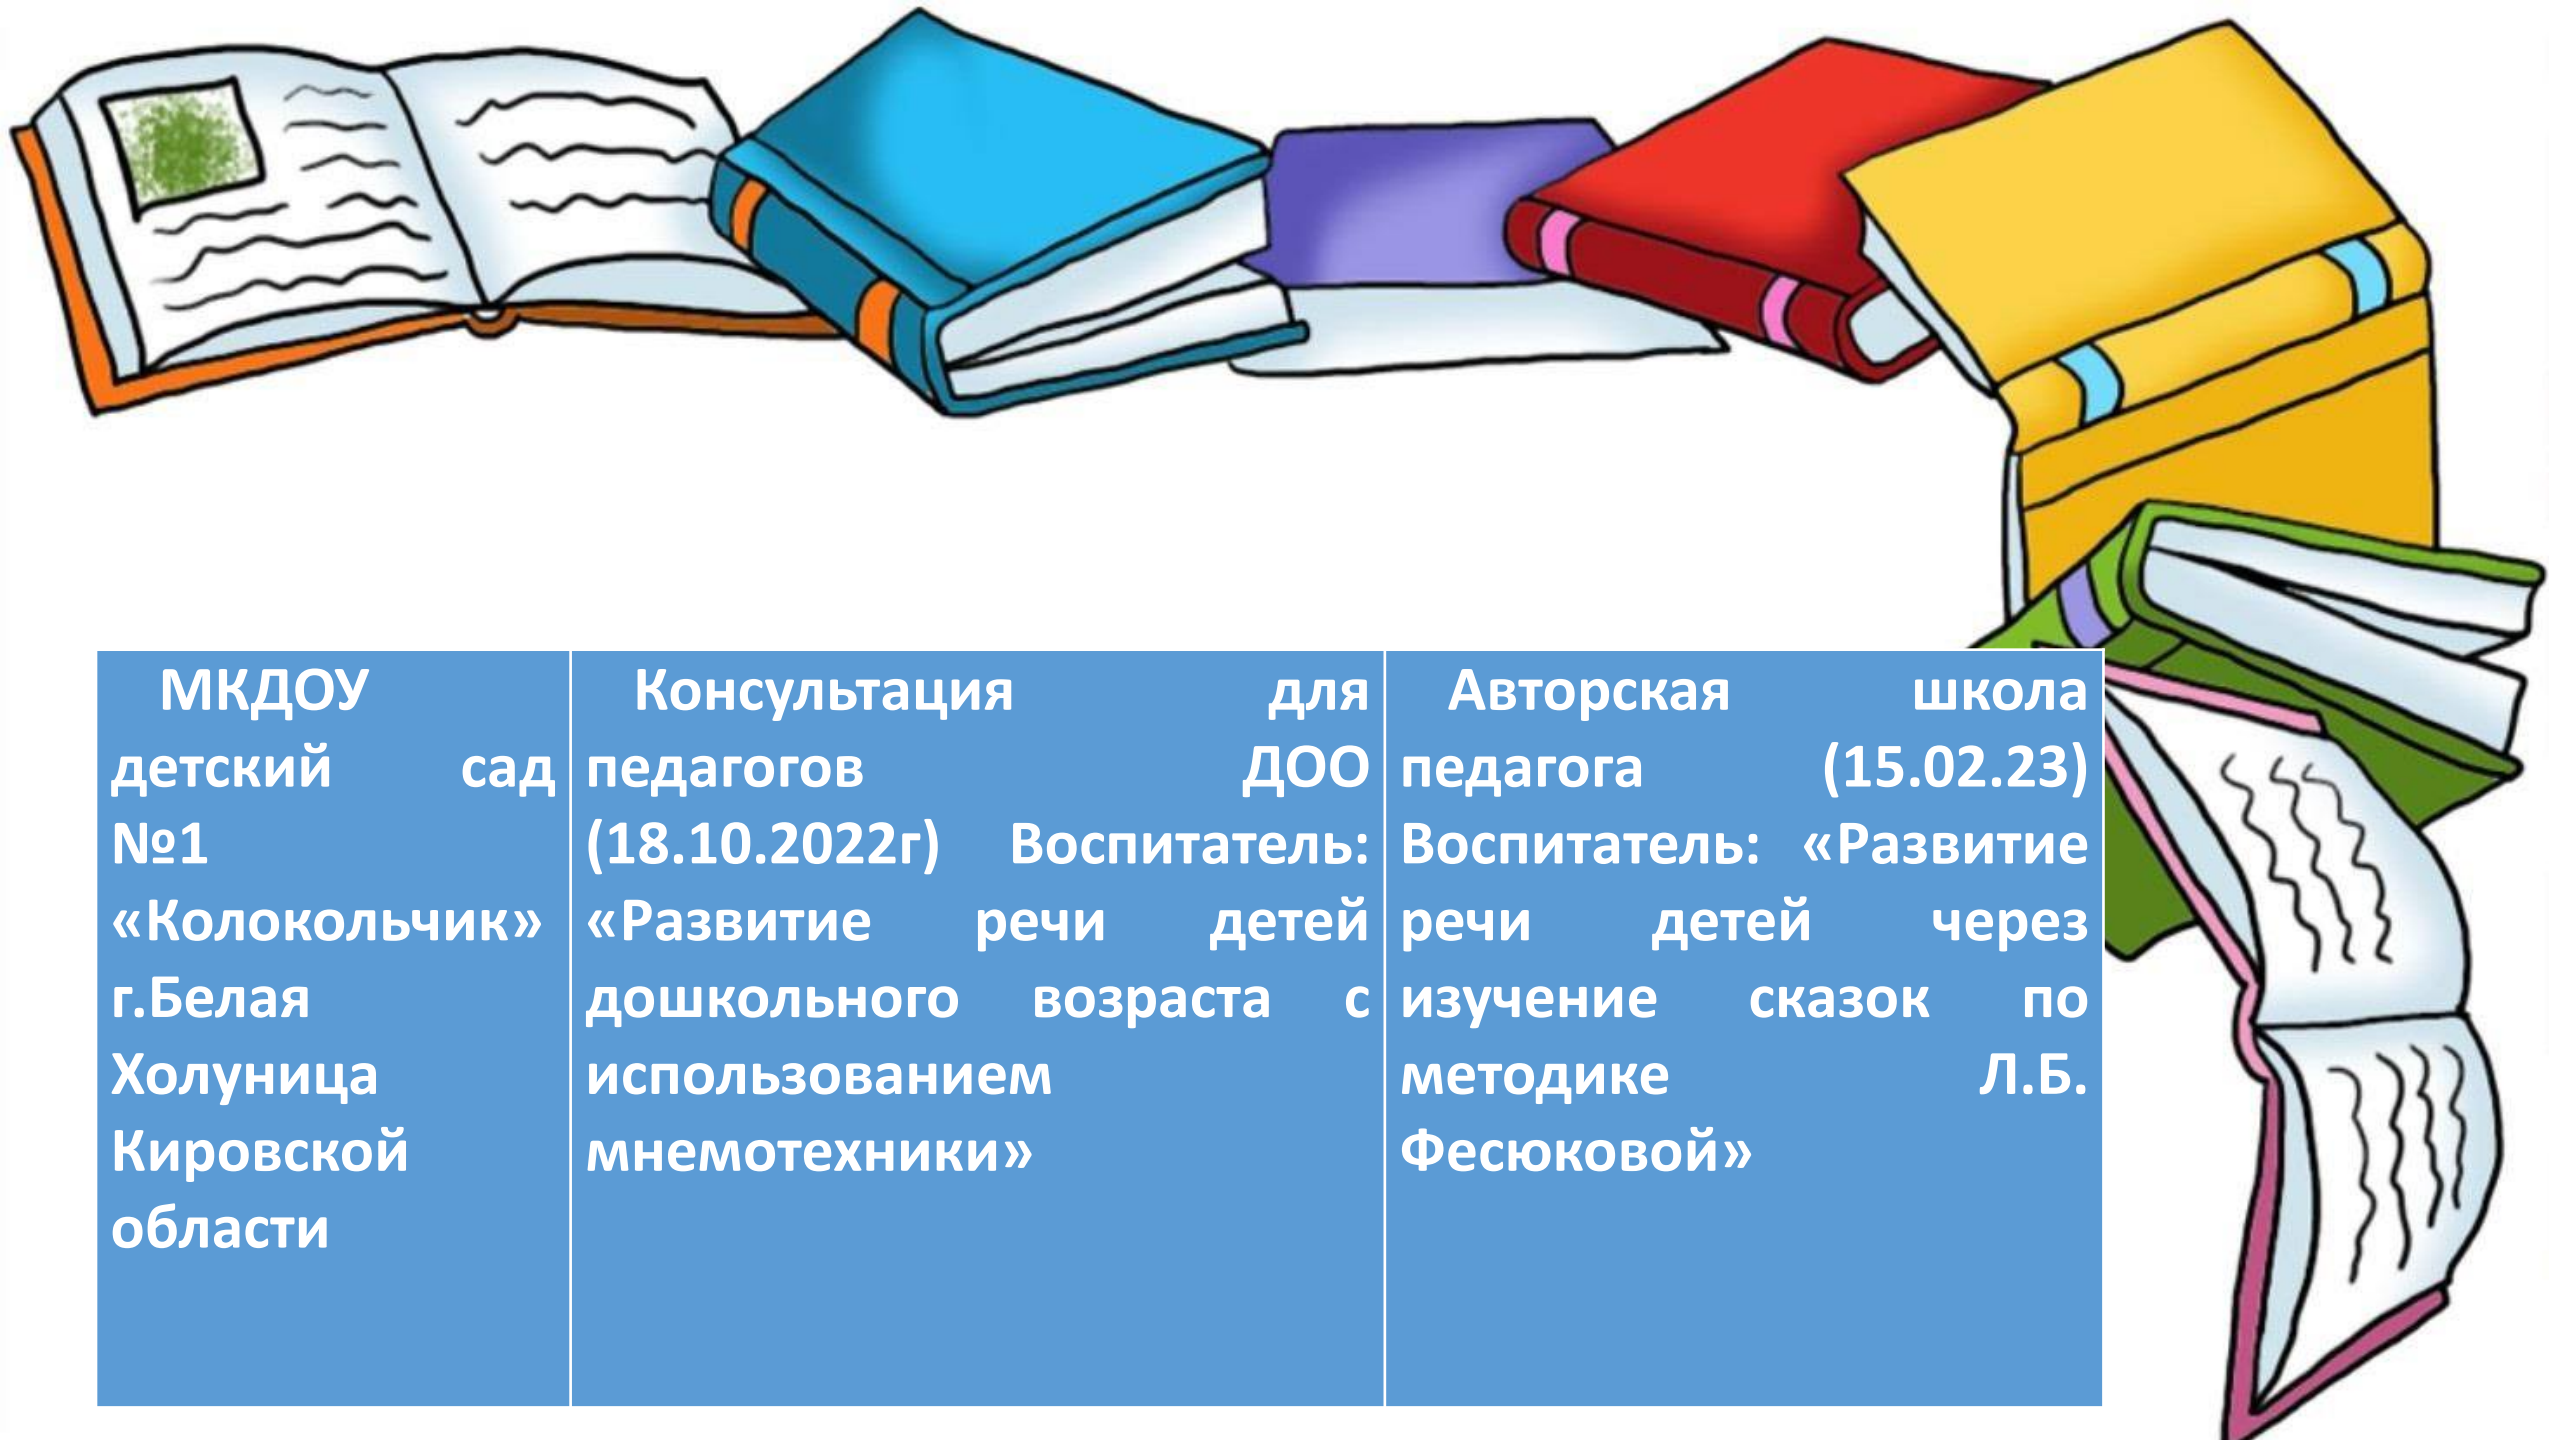 МКДОУ
детский сад
№1
«Колокольчик»
г.Белая
Холуница
Кировской
области
Консультация для
педагогов ДОО
(18.10.2022г) Воспитатель:
«Развитие речи детей
дошкольного возраста с
использованием
мнемотехники»
Авторская школа
педагога (15.02.23)
Воспитатель: «Развитие
речи детей через
изучение сказок по
методике Л.Б.
Фесюковой»